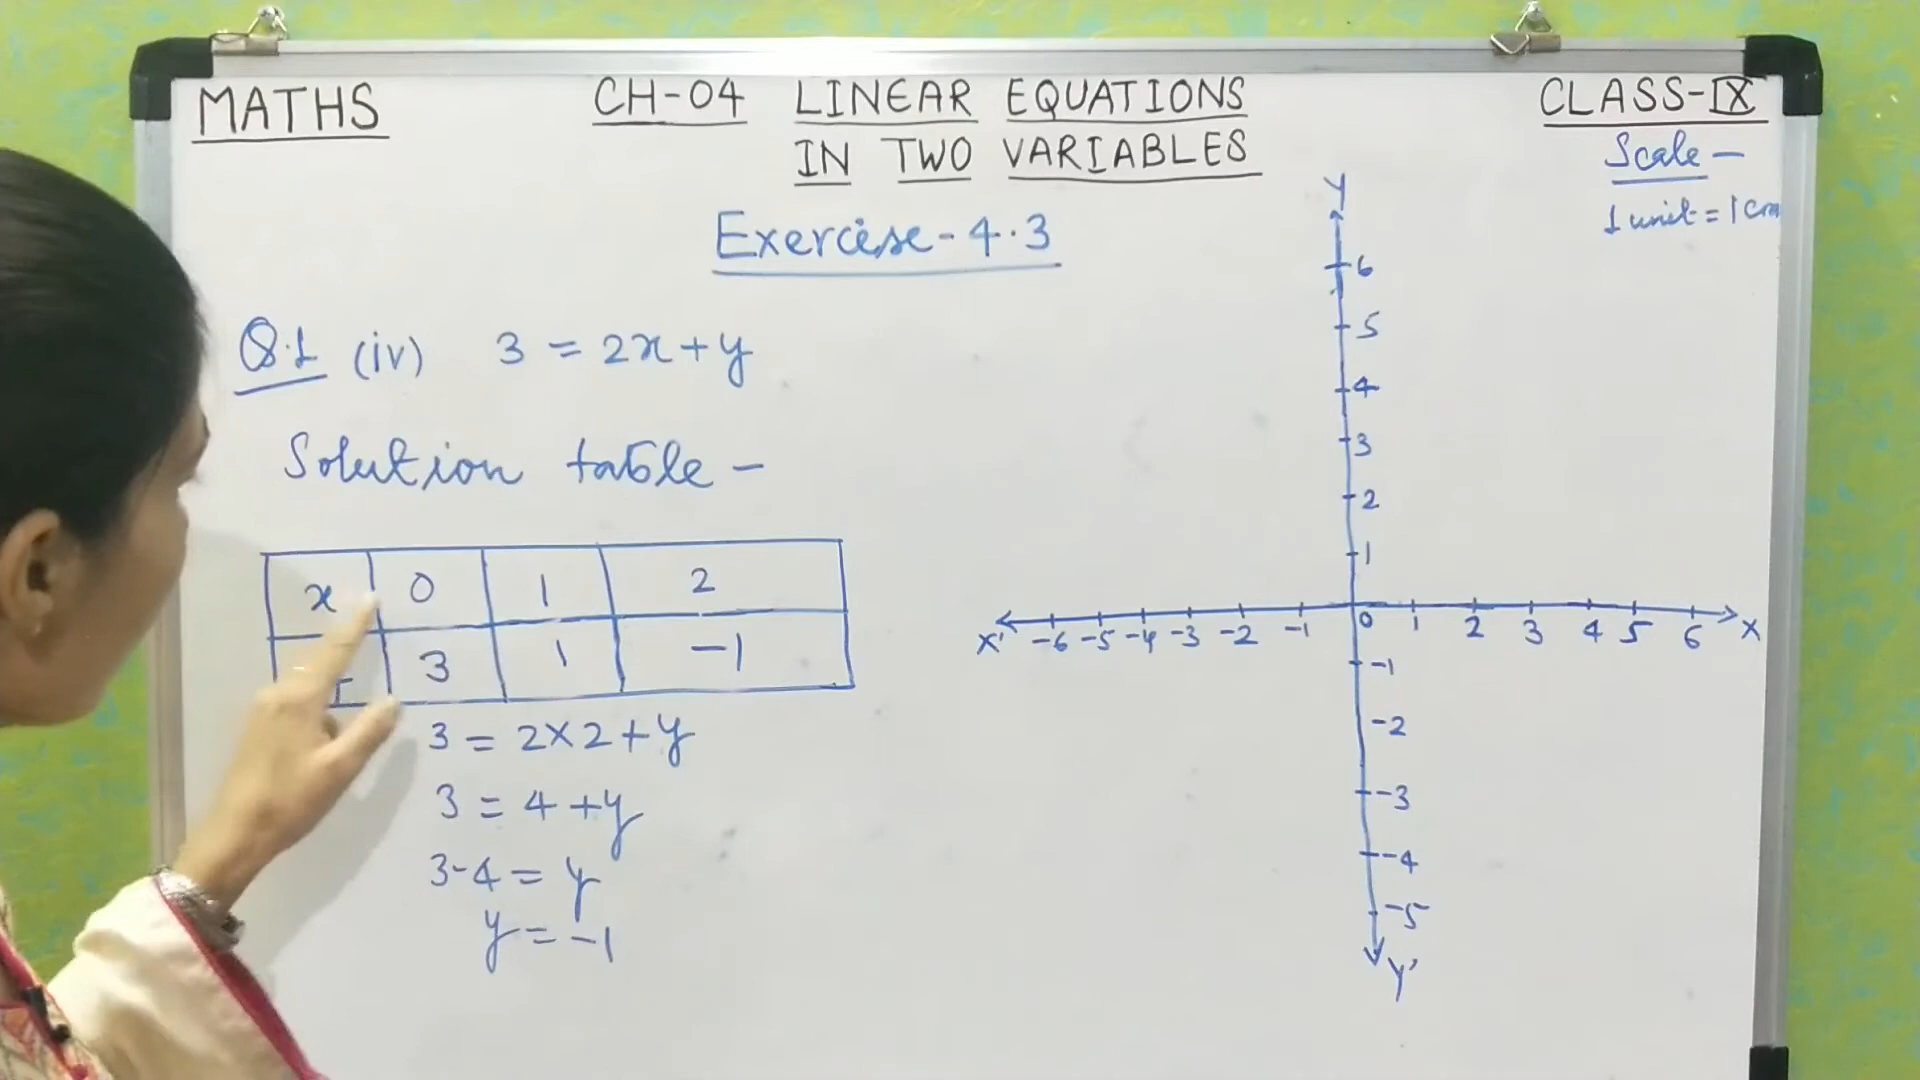 MATHS CH-04 LINEAR EQUATIONS CLASS-IX
IN TWO VARIABLES
Scale-
1 unit = 1 cm
Exercise-4.3
Q.1 (iv) 3 = 2x+y
Solution table -
x 0 1 2
3 1 -1
3 = 2×2+y
3 = 4+y
3-4 = y
y = -1
Y
6
5
4
3
2
1
X' -6 -5 -4 -3 -2 -1 0 1 2 3 4 5 6 X
-1
-2
-3
-4
-5
Y'